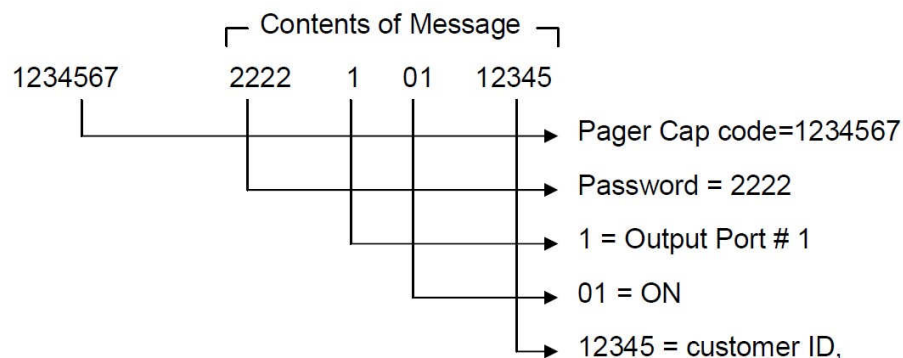 Contents of Message
1234567 2222 1 01 12345
Pager Cap code=1234567
Password = 2222
1 = Output Port # 1
01 = ON
12345 = customer ID,